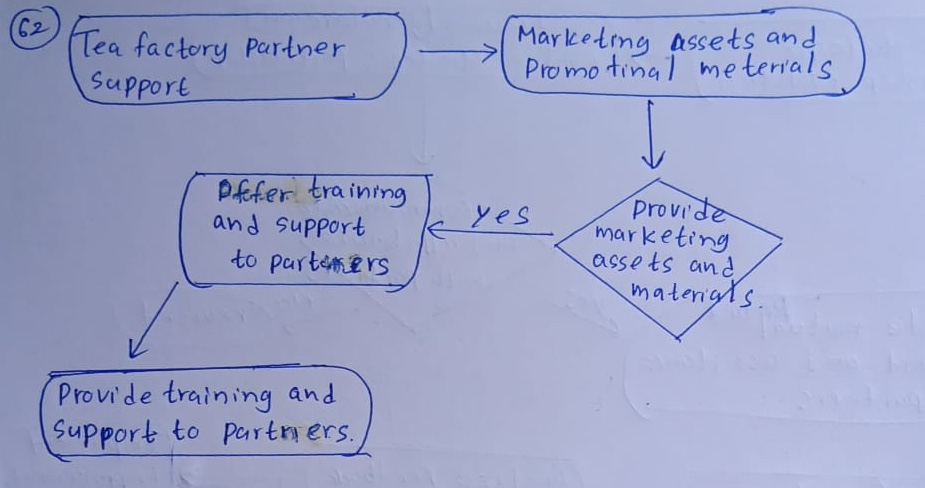 62
Tea factory partner
support
Marketing assets and
Promotinal meterials
Provide
marketing
assets and
materials.
Yes
Offer training
and support
to partners
Provide training and
support to partners.